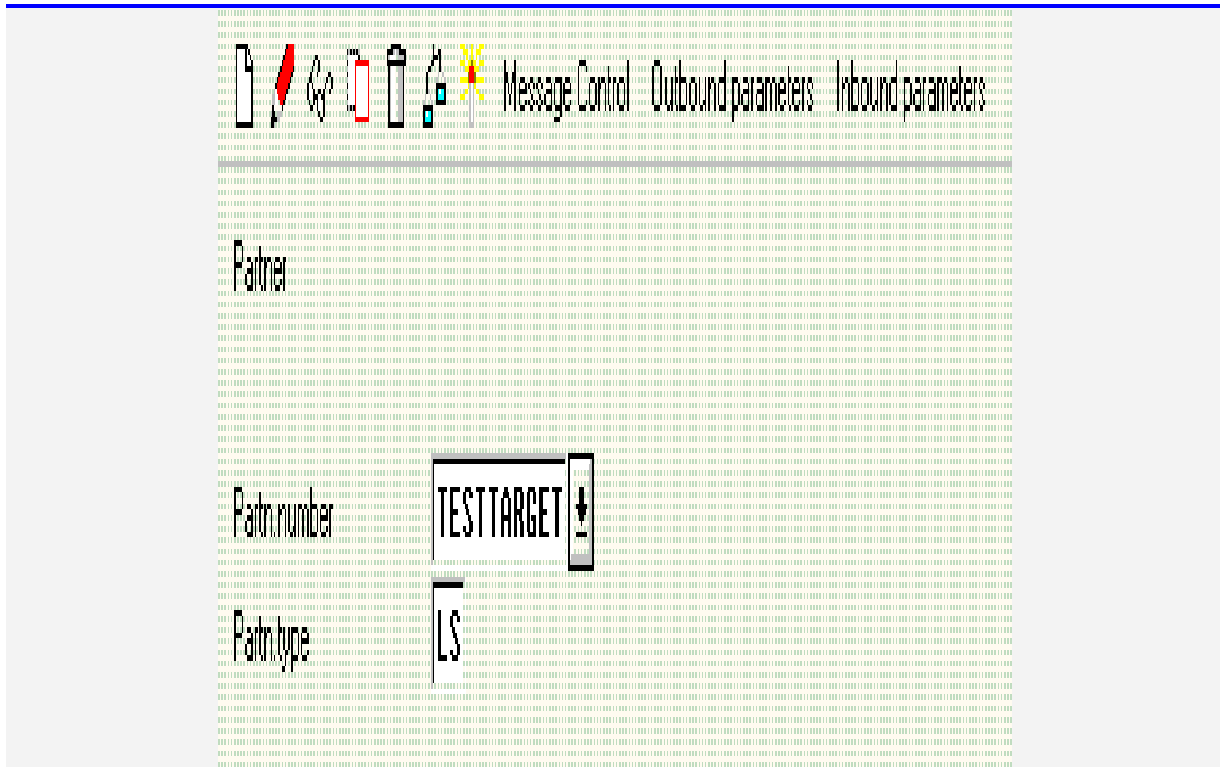 Message Control Outbound parameters Inbound parameters
Partner
Partn.number TESTTARGET
Partn.type LS